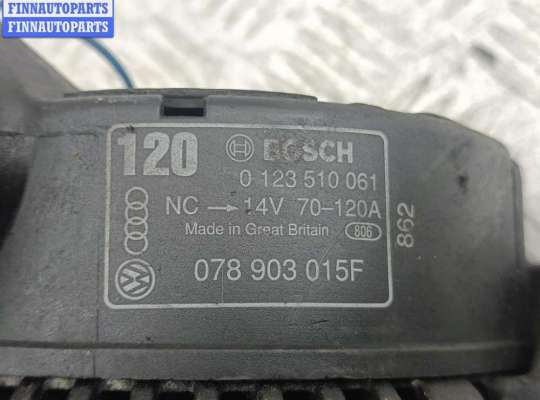 FINNAUTOPARTS
FINNAUTOPARTS
120
BOSCH
0 123 510 061
NC → 14V 70-120A
Made in Great Britain 806
862
078 903 015F